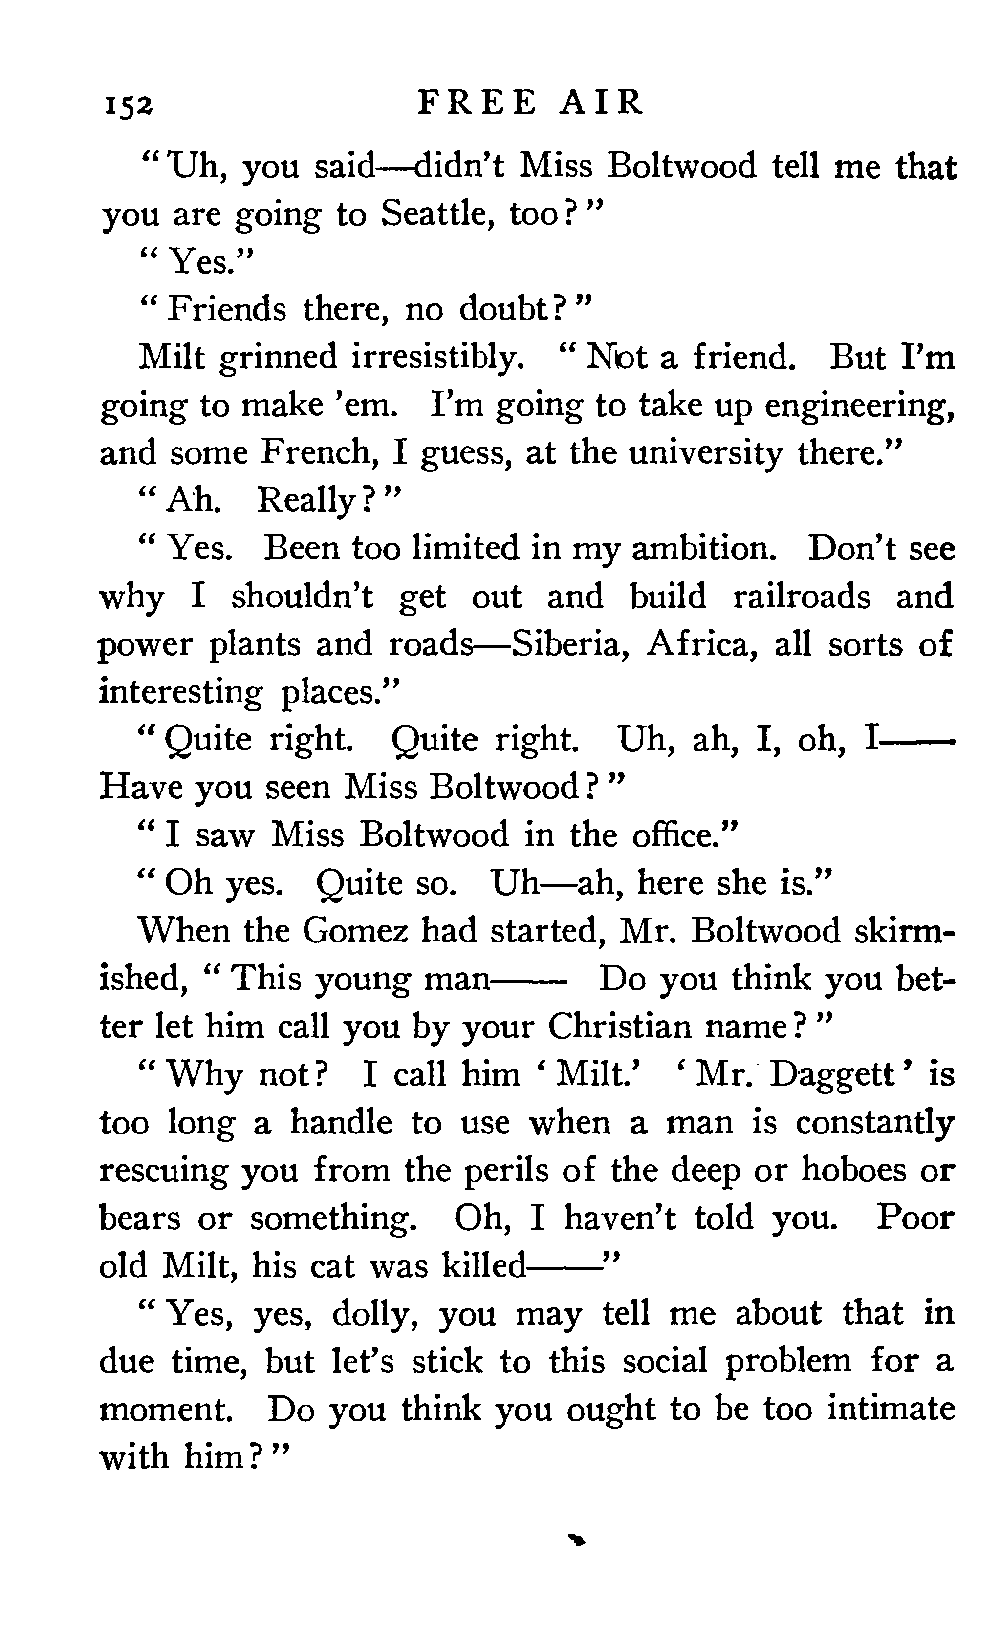 152 FREE AIR
"Uh, you said—didn't Miss Boltwood tell me that
you are going to Seattle, too?"
"Yes."
"Friends there, no doubt?"
Milt grinned irresistibly. "Not a friend. But I'm
going to make 'em. I'm going to take up engineering,
and some French, I guess, at the university there."
"Ah. Really?"
"Yes. Been too limited in my ambition. Don't see
why I shouldn't get out and build railroads and
power plants and roads—Siberia, Africa, all sorts of
interesting places."
"Quite right. Quite right. Uh, ah, I, oh, I——
Have you seen Miss Boltwood?"
"I saw Miss Boltwood in the office."
"Oh yes. Quite so. Uh—ah, here she is."
When the Gomez had started, Mr. Boltwood skirm-
ished, "This young man—— Do you think you bet-
ter let him call you by your Christian name?"
"Why not? I call him 'Milt.' 'Mr. Daggett' is
too long a handle to use when a man is constantly
rescuing you from the perils of the deep or hoboes or
bears or something. Oh, I haven't told you. Poor
old Milt, his cat was killed——"
"Yes, yes, dolly, you may tell me about that in
due time, but let's stick to this social problem for a
moment. Do you think you ought to be too intimate
with him?"